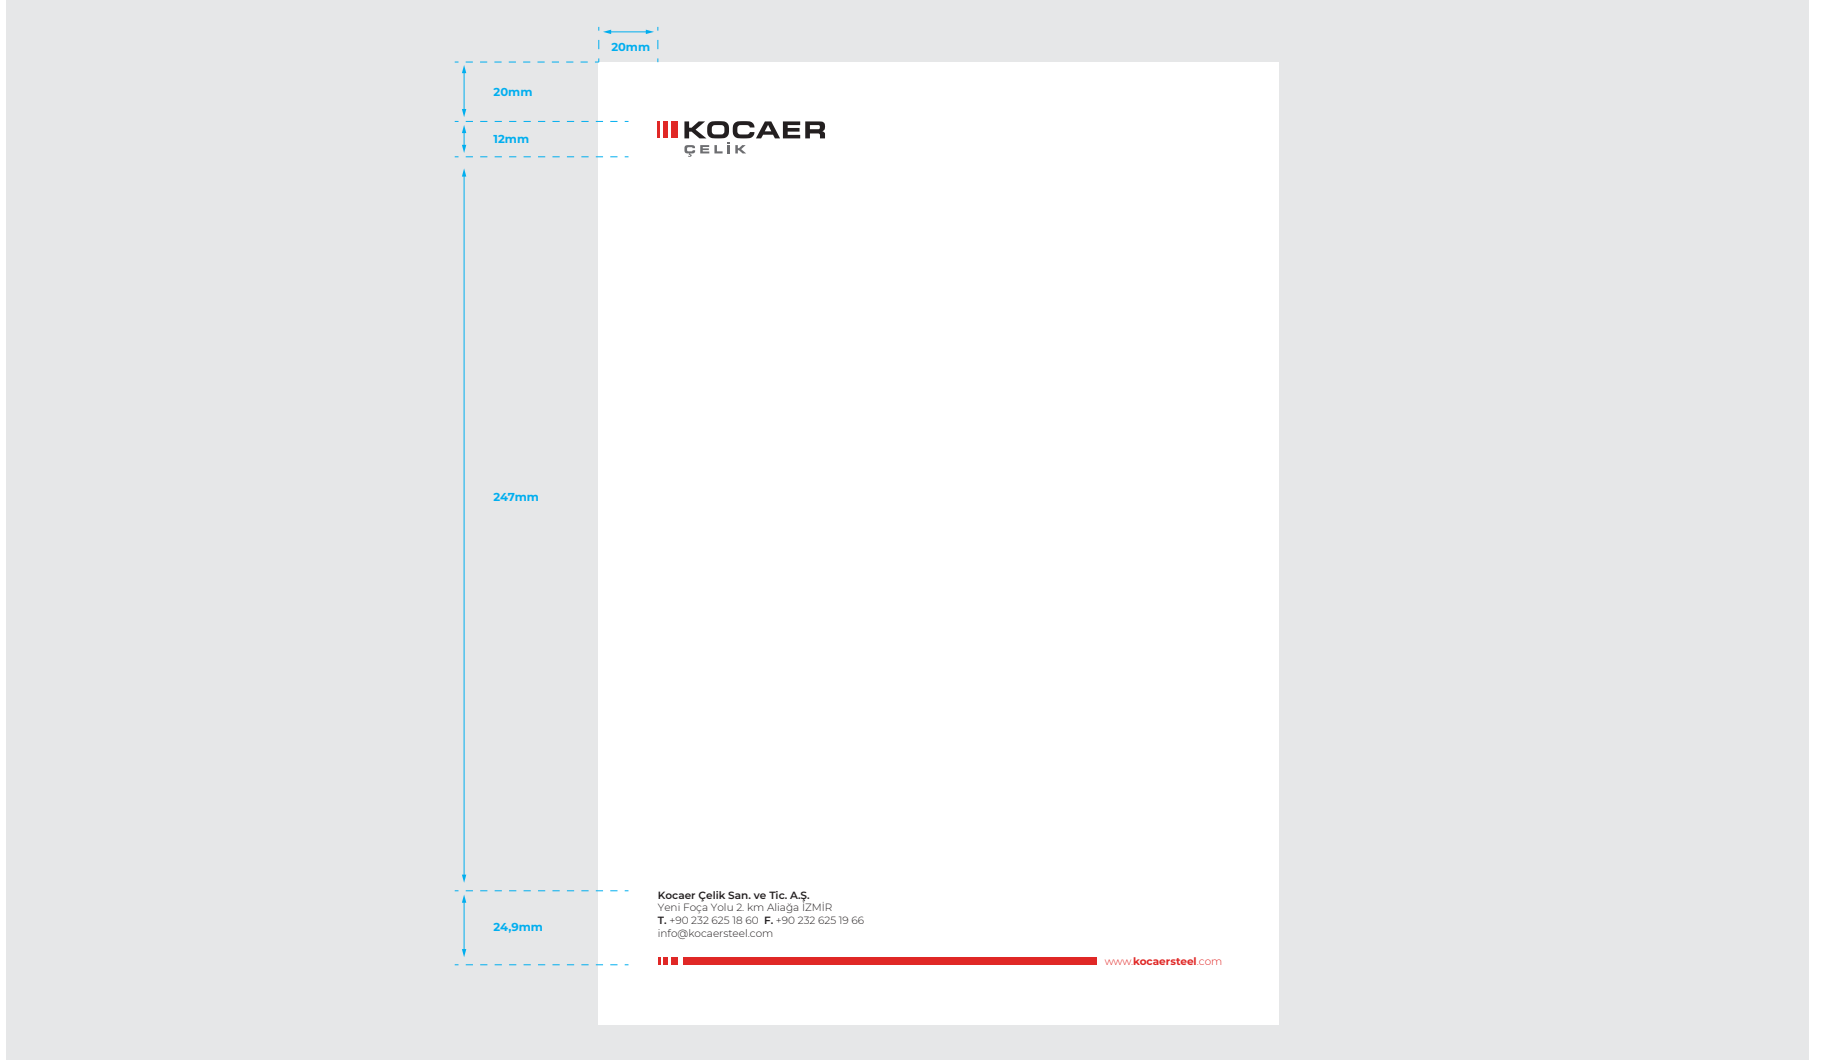 20mm
20mm
12mm
KOCAER
ÇELİK
247mm
24,9mm
Kocaer Çelik San. ve Tic. A.Ş.
Yeni Foça Yolu 2. km Aliağa İZMİR
T. +90 232 625 18 60 F. +90 232 625 19 66
info@kocaersteel.com
www.kocaersteel.com